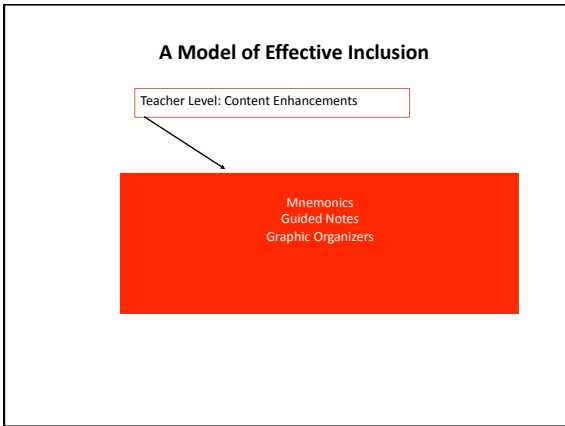 A Model of Effective Inclusion
Teacher Level: Content Enhancements
Mnemonics
Guided Notes
Graphic Organizers